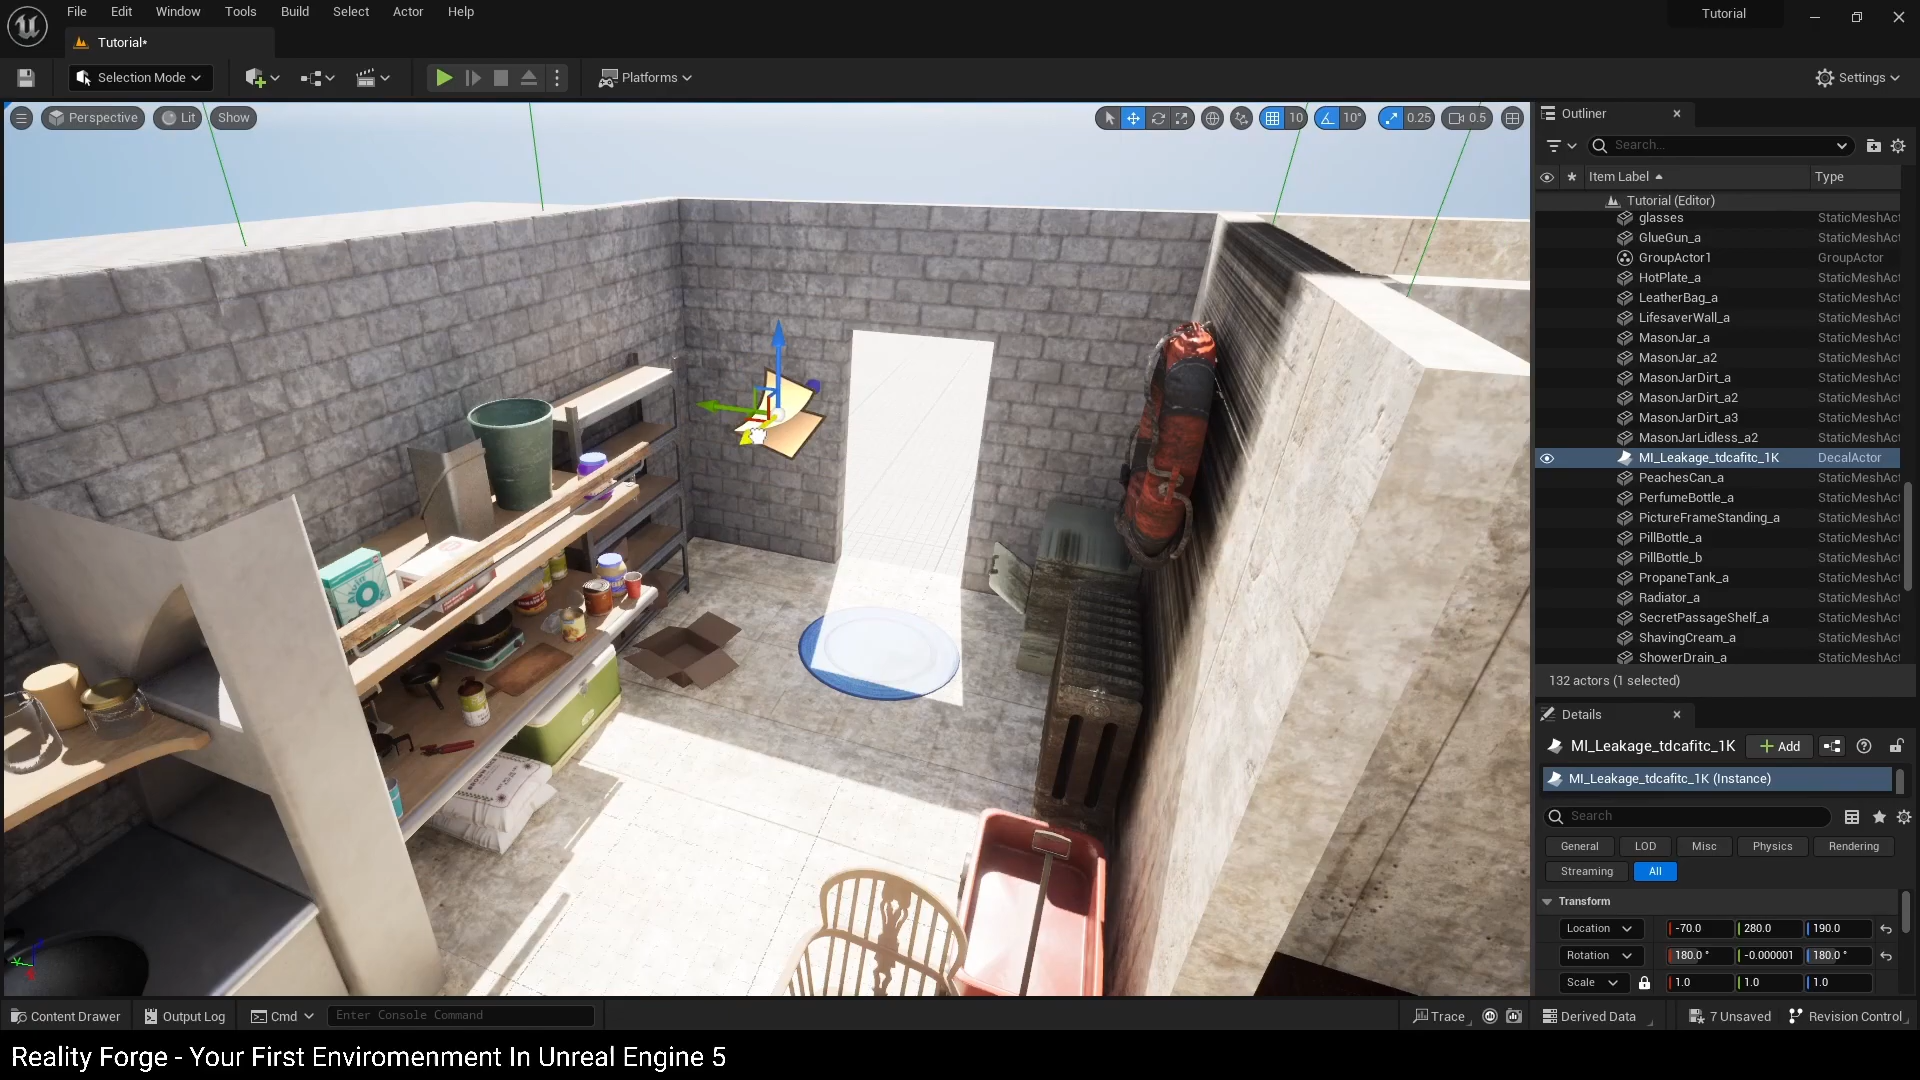 File Edit Window Tools Build Select Actor Help
Tutorial
Tutorial*
Selection Mode
Platforms
Settings
Perspective
Lit
Show
10
10°
0.25
0.5
Outliner
Search...
Item Label Type
Tutorial (Editor)
glasses StaticMeshAct
GlueGun_a StaticMeshAct
GroupActor1 GroupActor
HotPlate_a StaticMeshAct
LeatherBag_a StaticMeshAct
LifesaverWall_a StaticMeshAct
MasonJar_a StaticMeshAct
MasonJar_a2 StaticMeshAct
MasonJarDirt_a StaticMeshAct
MasonJarDirt_a2 StaticMeshAct
MasonJarDirt_a3 StaticMeshAct
MasonJarLidless_a2 StaticMeshAct
MI_Leakage_tdcafitc_1K DecalActor
PeachesCan_a StaticMeshAct
PerfumeBottle_a StaticMeshAct
PictureFrameStanding_a StaticMeshAct
PillBottle_a StaticMeshAct
PillBottle_b StaticMeshAct
PropaneTank_a StaticMeshAct
Radiator_a StaticMeshAct
SecretPassageShelf_a StaticMeshAct
ShavingCream_a StaticMeshAct
ShowerDrain_a StaticMeshAct
132 actors (1 selected)
Details
MI_Leakage_tdcafitc_1K
Add
MI_Leakage_tdcafitc_1K (Instance)
Search
General LOD Misc Physics Rendering
Streaming All
Transform
Location -70.0 280.0 190.0
Rotation 180.0° -0.000001 180.0°
Scale 1.0 1.0 1.0
Content Drawer
Output Log
Cmd
Enter Console Command
Trace
Derived Data
7 Unsaved
Revision Control
Reality Forge - Your First Enviromenment In Unreal Engine 5